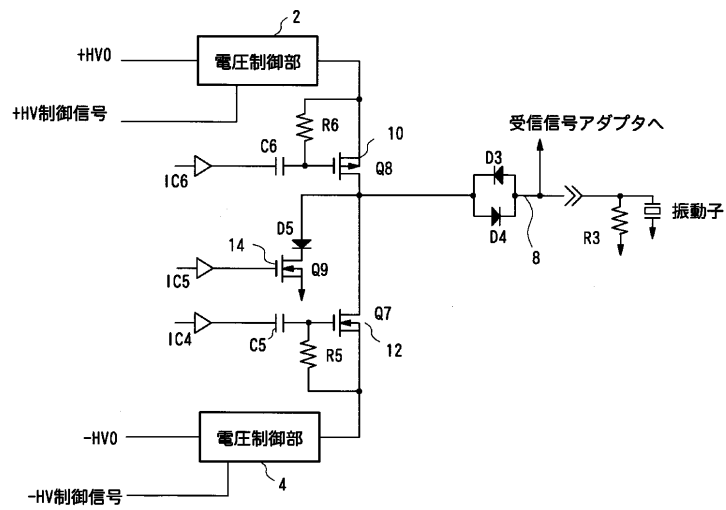 2
+HV0
電圧制御部
+HV制御信号
R6
10
受信信号アダプタへ
C6
IC6
Q8
D3
D4
8
R3
振動子
D5
14
Q9
IC5
Q7
IC4
C5
R5
12
-HV0
電圧制御部
4
-HV制御信号